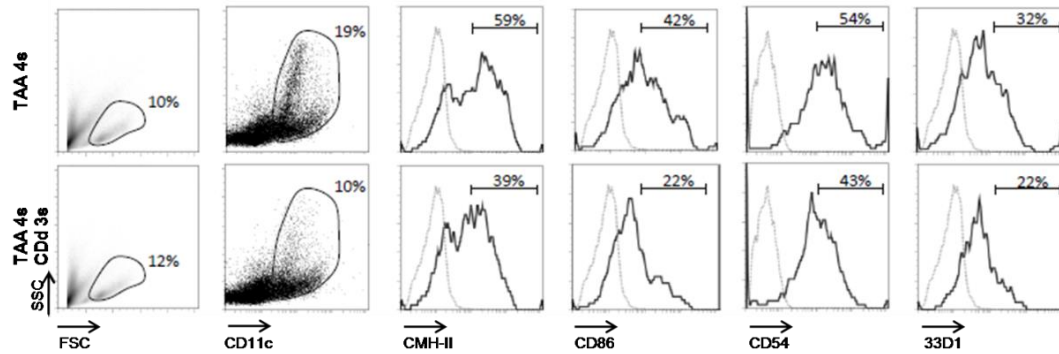 TAA 4s
10%
19%
59%
42%
54%
32%
TAA 4s
CDd 3s
12%
10%
39%
22%
43%
22%
SSC
FSC
CD11c
CMH-II
CD86
CD54
33D1